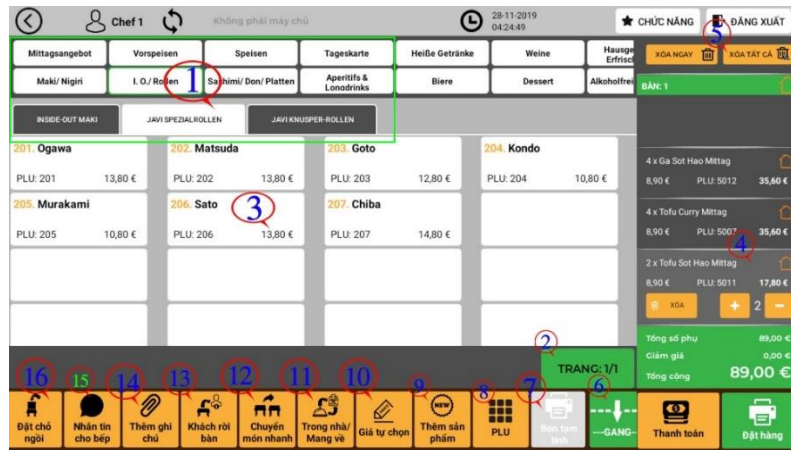 Chef 1
Không phải máy chủ
28-11-2019
04:24:49
CHỨC NĂNG
ĐĂNG XUẤT
Mittagsangebot
Vorspeisen
Speisen
Tageskarte
Heiße Getränke
Weine
Hausge
Erfrisch
5
XÓA NGAY
XÓA TẤT CẢ
Maki/ Nigiri
I. O./ Rollen
1
Sashimi/ Don/ Platten
Aperitifs &
Lonodrinks
Biere
Dessert
Alkoholfrei
BÀN: 1
INSIDE-OUT MAKI
JAVI SPEZIALROLLEN
JAVI KNUSPER-ROLLEN
201. Ogawa
PLU: 201 13,80 €
202. Matsuda
PLU: 202 13,80 €
203. Goto
PLU: 203 12,80 €
204. Kondo
PLU: 204 10,80 €
205. Murakami
PLU: 205 10,80 €
206. Sato
3
PLU: 206 13,80 €
207. Chiba
PLU: 207 14,80 €
4 x Ga Sot Hao Mittag
8,90 € PLU: 5012 35,60 €
4 x Tofu Curry Mittag
8,90 € PLU: 5007 35,60 €
4
2 x Tofu Sot Hao Mittag
8,90 € PLU: 5011 17,80 €
XÓA
+ 2 −
Tổng số phụ 89,00 €
Giảm giá 0,00 €
Tổng cộng 89,00 €
2
TRANG: 1/1
16
Đặt chỗ
ngồi
15
Nhắn tin
cho bếp
14
Thêm ghi
chú
13
Khách rời
bàn
12
Chuyển
món nhanh
11
Trong nhà/
Mang về
10
Giá tự chọn
9
NEW
Thêm sản
phẩm
8
PLU
7
Bon tạm
tính
6
---GANG---
Thanh toán
Đặt hàng